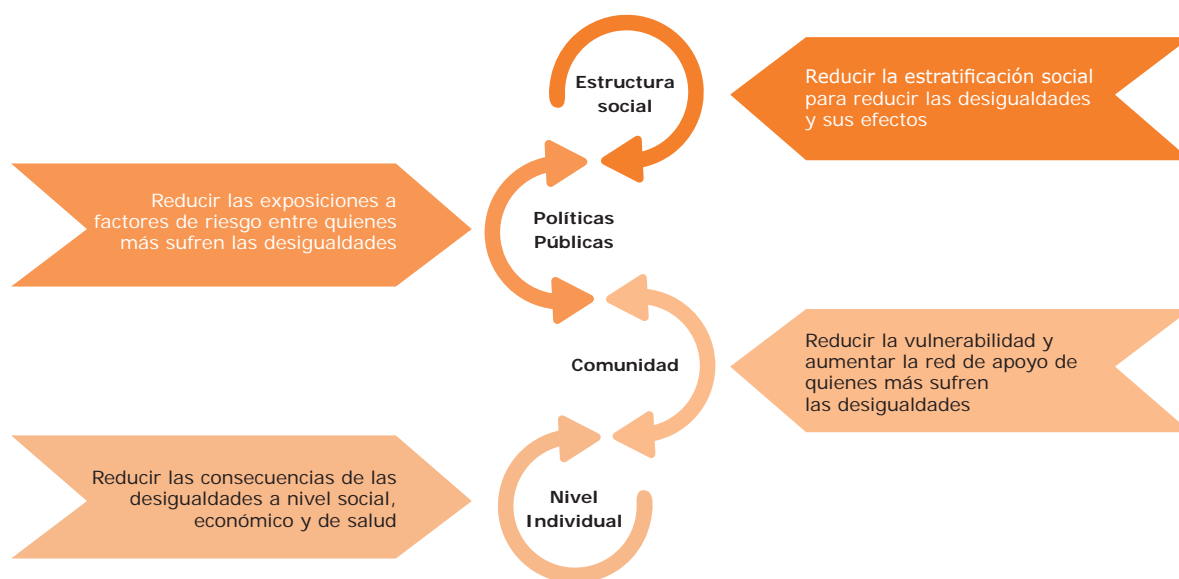 Estructura
social
Reducir la estratificación social
para reducir las desigualdades
y sus efectos
Reducir las exposiciones a
factores de riesgo entre quienes
más sufren las desigualdades
Políticas
Públicas
Comunidad
Reducir la vulnerabilidad y
aumentar la red de apoyo de
quienes más sufren
las desigualdades
Reducir las consecuencias de las
desigualdades a nivel social,
económico y de salud
Nivel
Individual